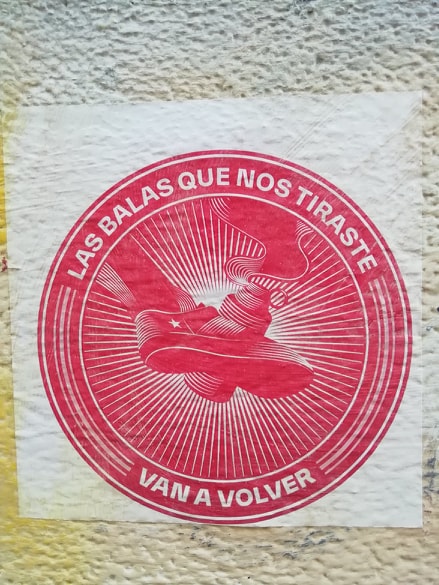 LAS BALAS QUE NOS TIRASTE
VAN A VOLVER